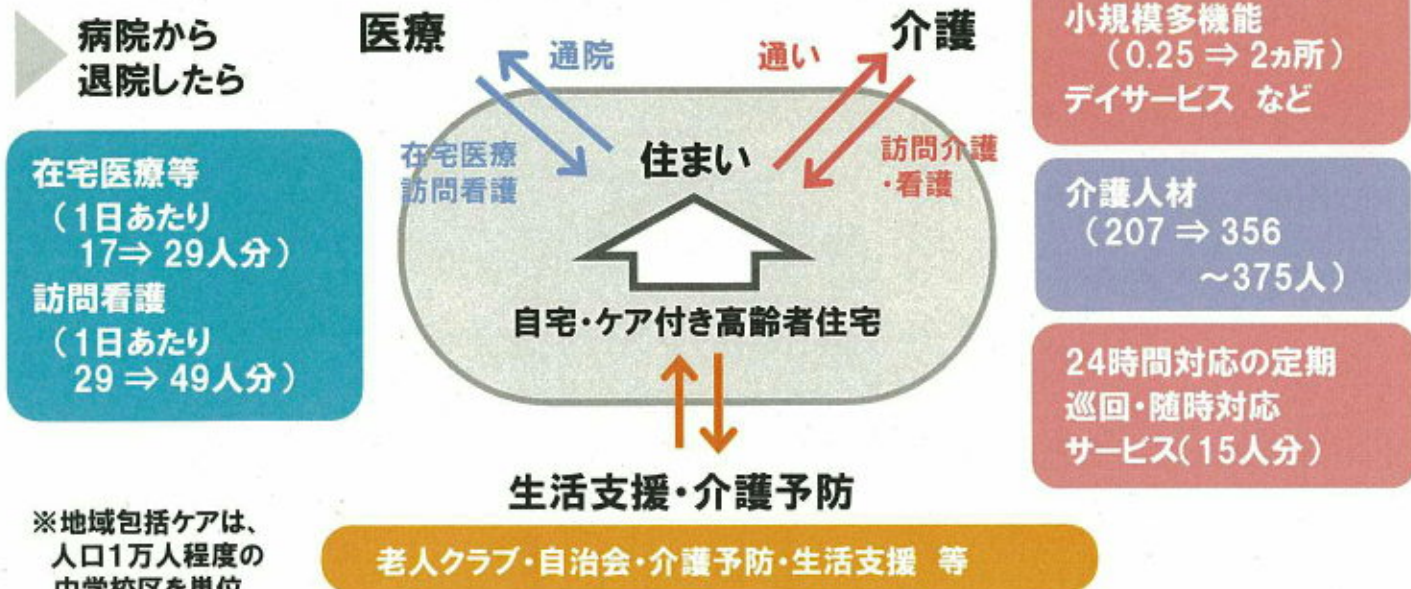 病院から
退院したら
医療
介護
通院
通い
在宅医療
訪問看護
訪問介護
・看護
住まい
自宅・ケア付き高齢者住宅
在宅医療等
(1日あたり
17⇒ 29人分)
訪問看護
(1日あたり
29 ⇒ 49人分)
小規模多機能
(0.25 ⇒ 2ヵ所)
デイサービス など
介護人材
(207 ⇒ 356
~375人)
24時間対応の定期
巡回・随時対応
サービス(15人分)
生活支援・介護予防
老人クラブ・自治会・介護予防・生活支援 等
※地域包括ケアは、
人口1万人程度の
中学校区を単位